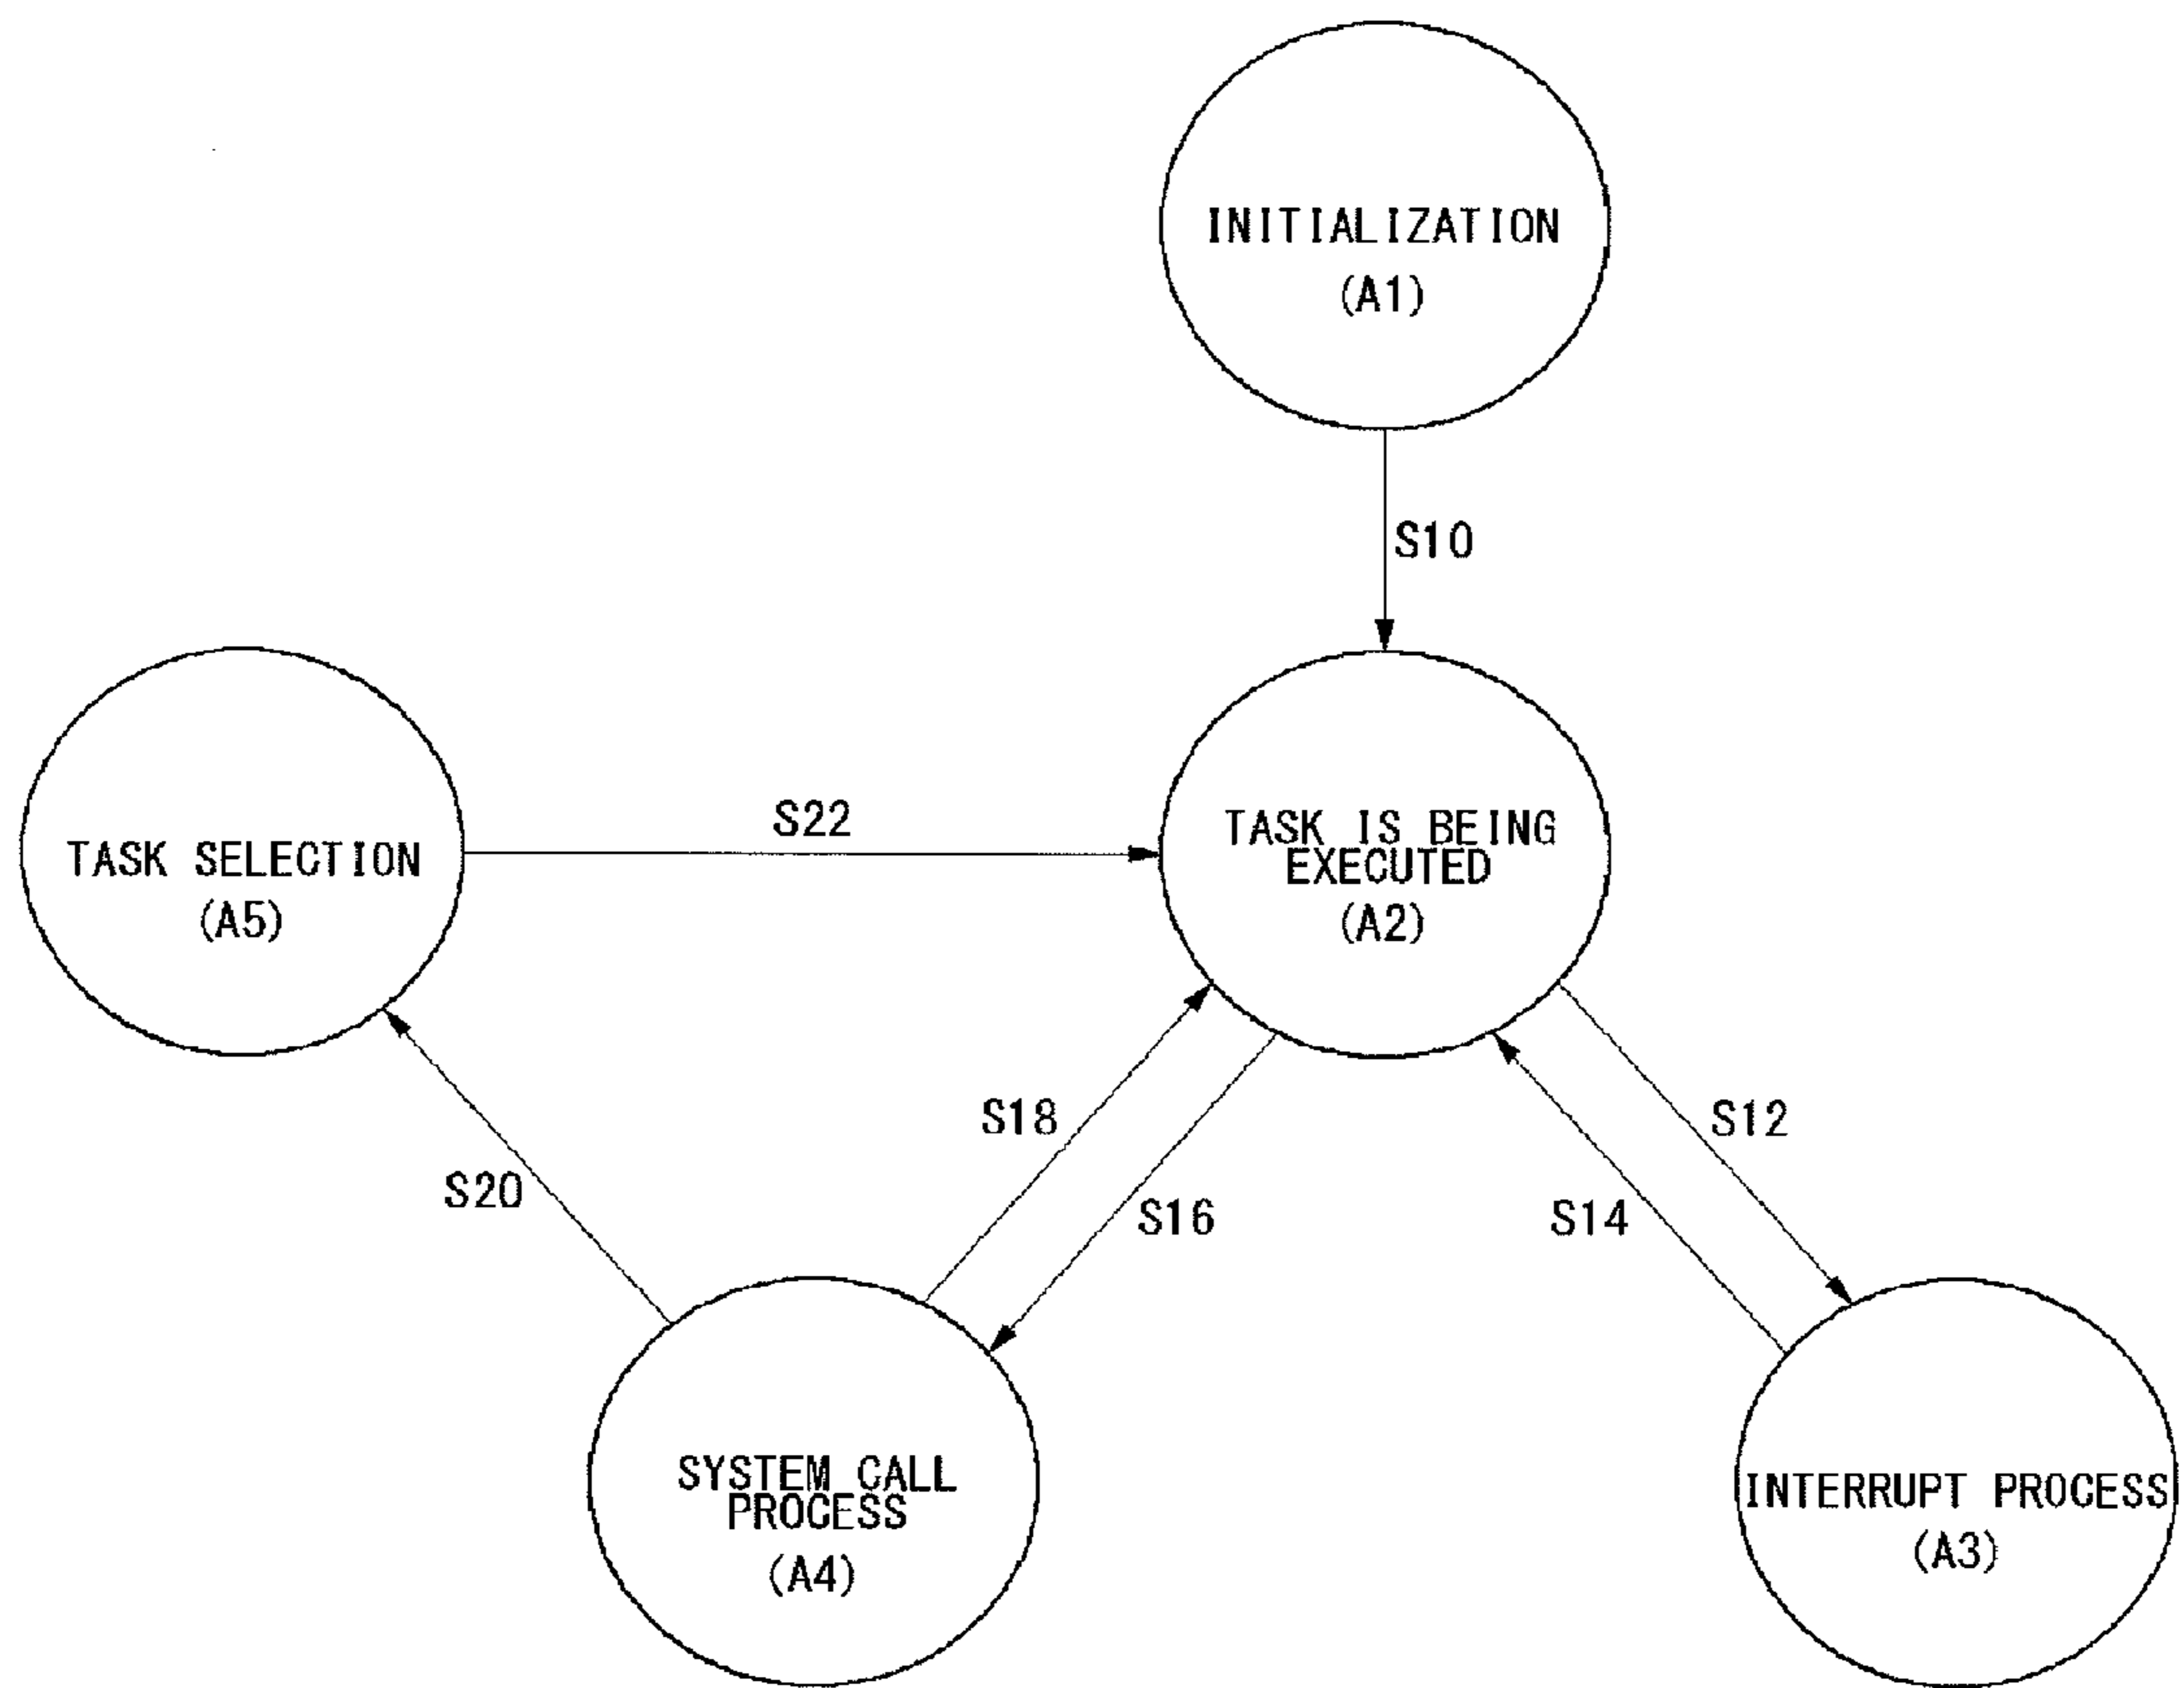 INITIALIZATION
(A1)
S10
S22
TASK IS BEING
EXECUTED
(A2)
TASK SELECTION
(A5)
S18
S12
S20
S16
S14
SYSTEM CALL
PROCESS
(A4)
INTERRUPT PROCESS
(A3)